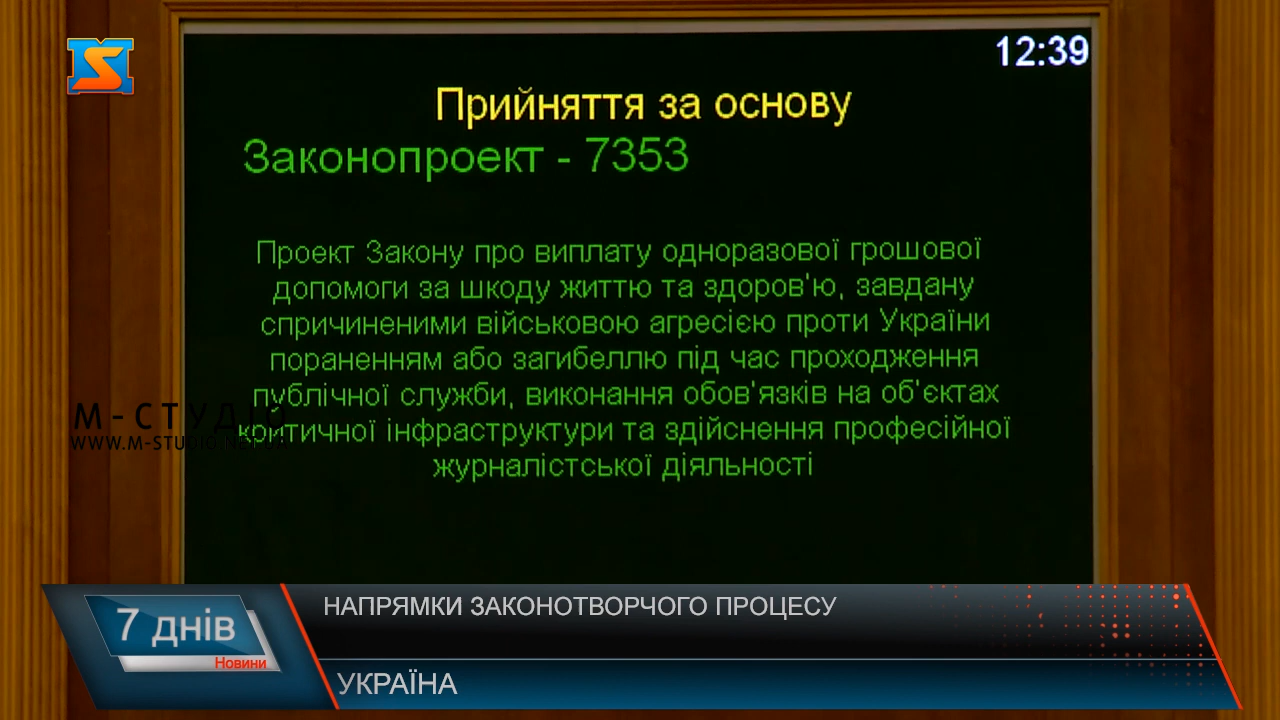 12:39
Прийняття за основу
Законопроект - 7353
Проект Закону про виплату одноразової грошової
допомоги за шкоду життю та здоров'ю, завдану
спричиненими військовою агресією проти України
пораненням або загибеллю під час проходження
публічної служби, виконання обов'язків на об'єктах
критичної інфраструктури та здійснення професійної
журналістської діяльності
М-СТУДІО
WWW.M-STUDIO.NET.UA
7 днів
Новини
НАПРЯМКИ ЗАКОНОТВОРЧОГО ПРОЦЕСУ
УКРАЇНА